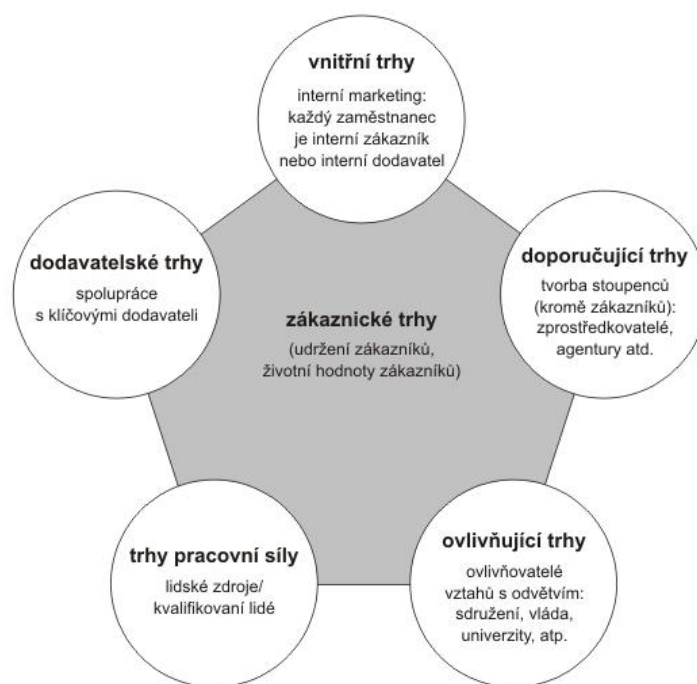 vnitřní trhy
interní marketing:
každý zaměstnanec
je interní zákazník
nebo interní dodavatel
dodavatelské trhy
spolupráce
s klíčovými dodavateli
doporučující trhy
tvorba stoupenců
(kromě zákazníků):
zprostředkovatelé,
agentury atd.
zákaznické trhy
(udržení zákazníků,
životní hodnoty zákazníků)
trhy pracovní síly
lidské zdroje/
kvalifikovaní lidé
ovlivňující trhy
ovlivňovatelé
vztahů s odvětvím:
sdružení, vláda,
univerzity, atp.